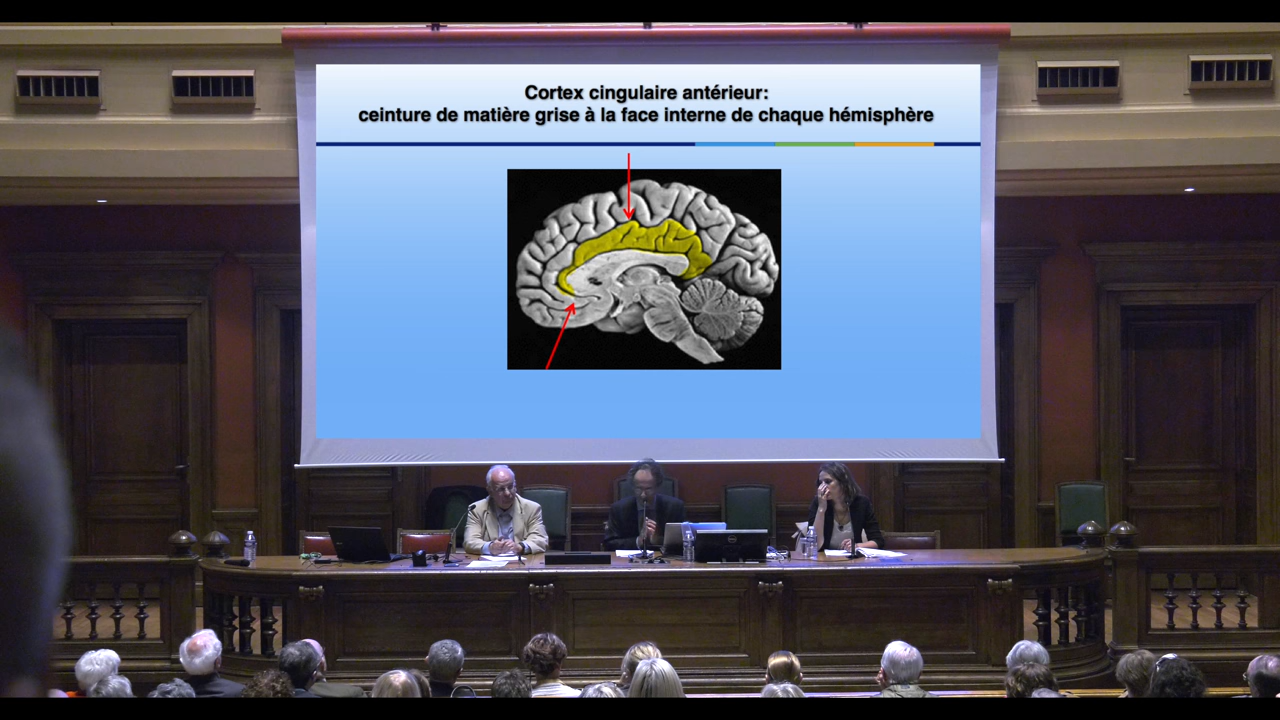 Cortex cingulaire antérieur:
ceinture de matière grise à la face interne de chaque hémisphère